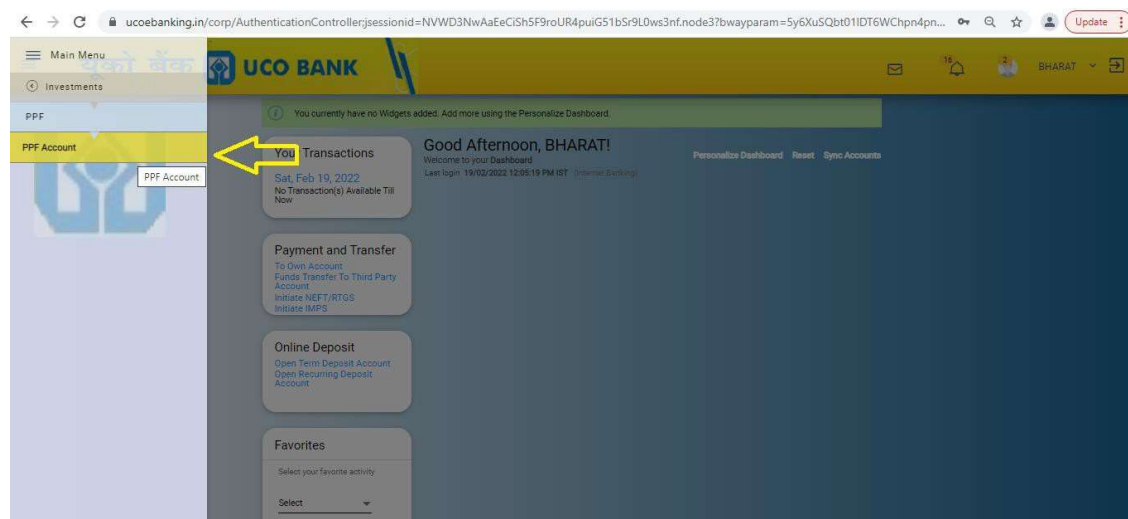 ucoebanking.in/corp/AuthenticationController;jsessionid=NVWD3NwAaEeCiSh5F9roUR4puiG51bSr9L0ws3nf.node3?bwayparam=5y6XuSQbt01IDT6WChpn4pn...
Update
Main Menu
यूको बैंक UCO BANK
16
2
BHARAT
Investments
PPF
PPF Account
PPF Account
You currently have no Widgets added. Add more using the Personalize Dashboard.
Your Transactions
Sat, Feb 19, 2022
No Transaction(s) Available Till
Now
Good Afternoon, BHARAT!
Welcome to your Dashboard
Last login 19/02/2022 12:05:19 PM IST (Internet Banking)
Personalize Dashboard Reset Sync Accounts
Payment and Transfer
To Own Account
Funds Transfer To Third Party
Account
Initiate NEFT/RTGS
Initiate IMPS
Online Deposit
Open Term Deposit Account
Open Recurring Deposit
Account
Favorites
Select your favorite activity
Select